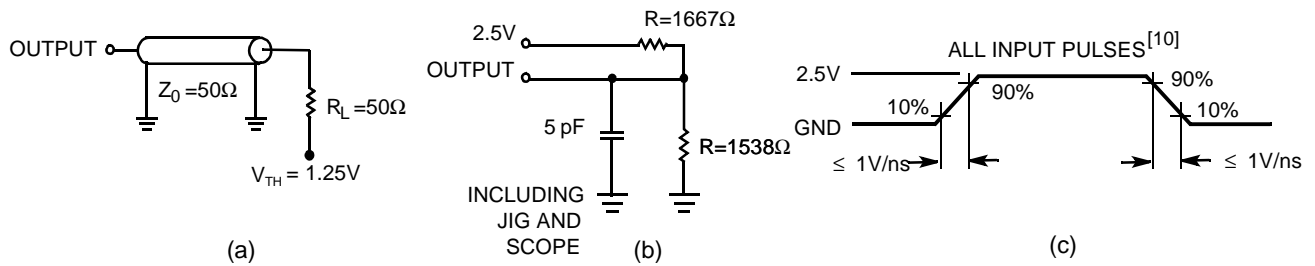 OUTPUT
Z0 = 50Ω
RL = 50Ω
VTH = 1.25V
(a)
R=1667Ω
2.5V
OUTPUT
5 pF
R=1538Ω
INCLUDING
JIG AND
SCOPE
(b)
ALL INPUT PULSES[10]
2.5V
GND
10%
90%
90%
10%
≤ 1V/ns
≤ 1V/ns
(c)